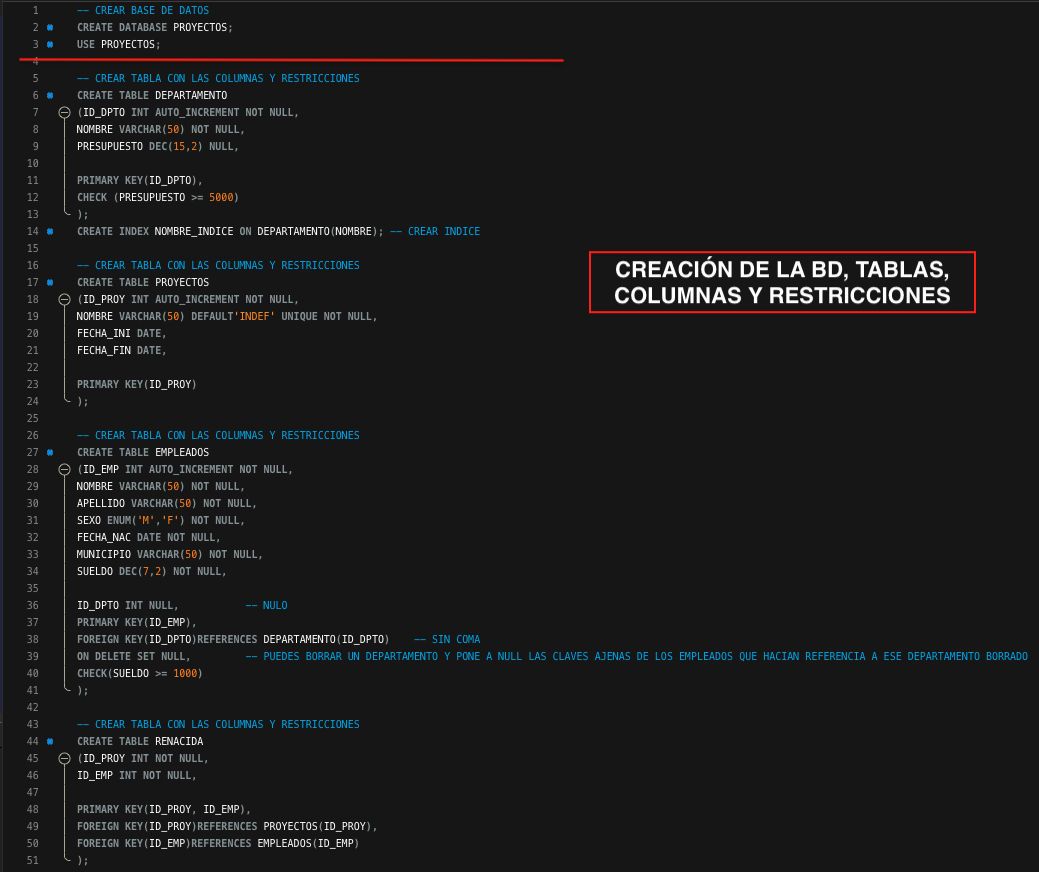 1 -- CREAR BASE DE DATOS
2 CREATE DATABASE PROYECTOS;
3 USE PROYECTOS;
4
5 -- CREAR TABLA CON LAS COLUMNAS Y RESTRICCIONES
6 CREATE TABLE DEPARTAMENTO
7 (ID_DPTO INT AUTO_INCREMENT NOT NULL,
8 NOMBRE VARCHAR(50) NOT NULL,
9 PRESUPUESTO DEC(15,2) NULL,
10
11 PRIMARY KEY(ID_DPTO),
12 CHECK (PRESUPUESTO >= 5000)
13 );
14 CREATE INDEX NOMBRE_INDICE ON DEPARTAMENTO(NOMBRE); -- CREAR INDICE
15
16 -- CREAR TABLA CON LAS COLUMNAS Y RESTRICCIONES
17 CREATE TABLE PROYECTOS
18 (ID_PROY INT AUTO_INCREMENT NOT NULL,
19 NOMBRE VARCHAR(50) DEFAULT'INDEF' UNIQUE NOT NULL,
20 FECHA_INI DATE,
21 FECHA_FIN DATE,
22
23 PRIMARY KEY(ID_PROY)
24 );
25
CREACIÓN DE LA BD, TABLAS,
COLUMNAS Y RESTRICCIONES
26 -- CREAR TABLA CON LAS COLUMNAS Y RESTRICCIONES
27 CREATE TABLE EMPLEADOS
28 (ID_EMP INT AUTO_INCREMENT NOT NULL,
29 NOMBRE VARCHAR(50) NOT NULL,
30 APELLIDO VARCHAR(50) NOT NULL,
31 SEXO ENUM('M','F') NOT NULL,
32 FECHA_NAC DATE NOT NULL,
33 MUNICIPIO VARCHAR(50) NOT NULL,
34 SUELDO DEC(7,2) NOT NULL,
35
36 ID_DPTO INT NULL, -- NULO
37 PRIMARY KEY(ID_EMP),
38 FOREIGN KEY(ID_DPTO)REFERENCES DEPARTAMENTO(ID_DPTO) -- SIN COMA
39 ON DELETE SET NULL, -- PUEDES BORRAR UN DEPARTAMENTO Y PONE A NULL LAS CLAVES AJENAS DE LOS EMPLEADOS QUE HACIAN REFERENCIA A ESE DEPARTAMENTO BORRADO
40 CHECK(SUELDO >= 1000)
41 );
42
43 -- CREAR TABLA CON LAS COLUMNAS Y RESTRICCIONES
44 CREATE TABLE RENACIDA
45 (ID_PROY INT NOT NULL,
46 ID_EMP INT NOT NULL,
47
48 PRIMARY KEY(ID_PROY, ID_EMP),
49 FOREIGN KEY(ID_PROY)REFERENCES PROYECTOS(ID_PROY),
50 FOREIGN KEY(ID_EMP)REFERENCES EMPLEADOS(ID_EMP)
51 );